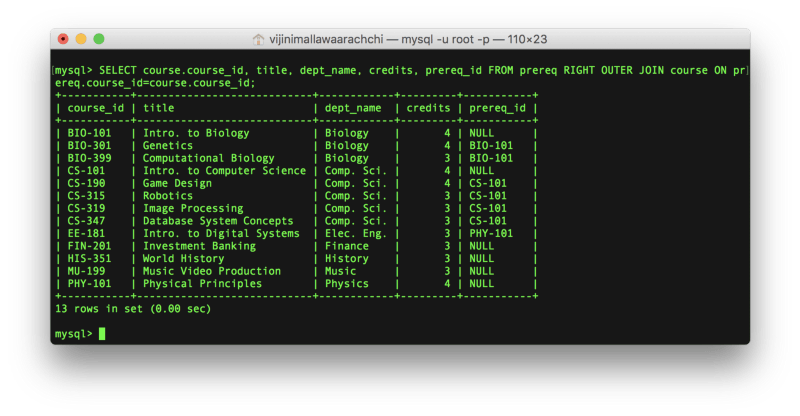 vijinimallawaarachchi — mysql -u root -p — 110×23
[mysql> SELECT course.course_id, title, dept_name, credits, prereq_id FROM prereq RIGHT OUTER JOIN course ON pr]
ereq.course_id=course.course_id;
+-----------+----------------------------+------------+---------+-----------+
| course_id | title                      | dept_name  | credits | prereq_id |
+-----------+----------------------------+------------+---------+-----------+
| BIO-101   | Intro. to Biology          | Biology    |       4 | NULL      |
| BIO-301   | Genetics                   | Biology    |       4 | BIO-101   |
| BIO-399   | Computational Biology      | Biology    |       3 | BIO-101   |
| CS-101    | Intro. to Computer Science | Comp. Sci. |       4 | NULL      |
| CS-190    | Game Design                | Comp. Sci. |       4 | CS-101    |
| CS-315    | Robotics                   | Comp. Sci. |       3 | CS-101    |
| CS-319    | Image Processing           | Comp. Sci. |       3 | CS-101    |
| CS-347    | Database System Concepts   | Comp. Sci. |       3 | CS-101    |
| EE-181    | Intro. to Digital Systems  | Elec. Eng. |       3 | PHY-101   |
| FIN-201   | Investment Banking         | Finance    |       3 | NULL      |
| HIS-351   | World History              | History    |       3 | NULL      |
| MU-199    | Music Video Production     | Music      |       3 | NULL      |
| PHY-101   | Physical Principles        | Physics    |       4 | NULL      |
+-----------+----------------------------+------------+---------+-----------+
13 rows in set (0.00 sec)
mysql>